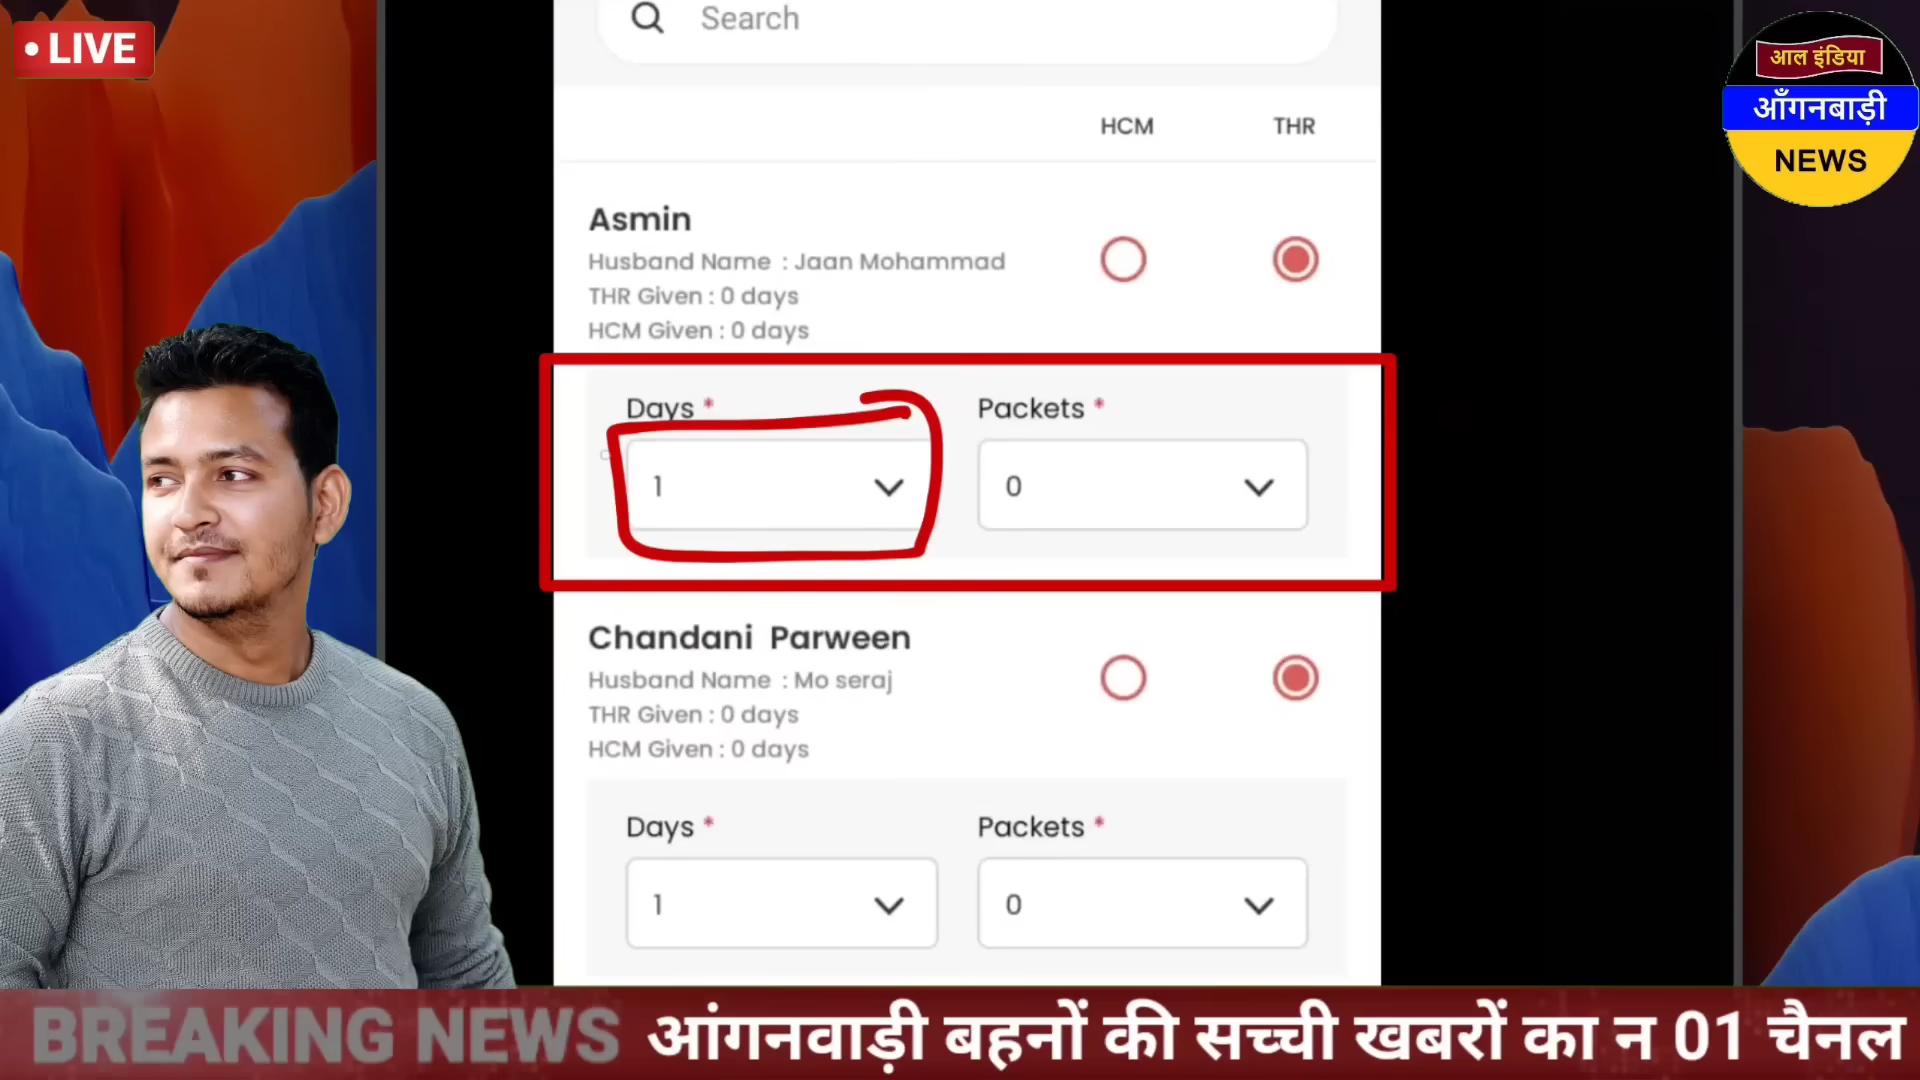 • LIVE
Search
आल इंडिया
आँगनबाड़ी
NEWS
HCM THR
Asmin
Husband Name : Jaan Mohammad
THR Given : 0 days
HCM Given : 0 days
Days * Packets *
1 0
Chandani Parween
Husband Name : Mo seraj
THR Given : 0 days
HCM Given : 0 days
Days * Packets *
1 0
BREAKING NEWS आंगनवाड़ी बहनों की सच्ची खबरों का न 01 चैनल